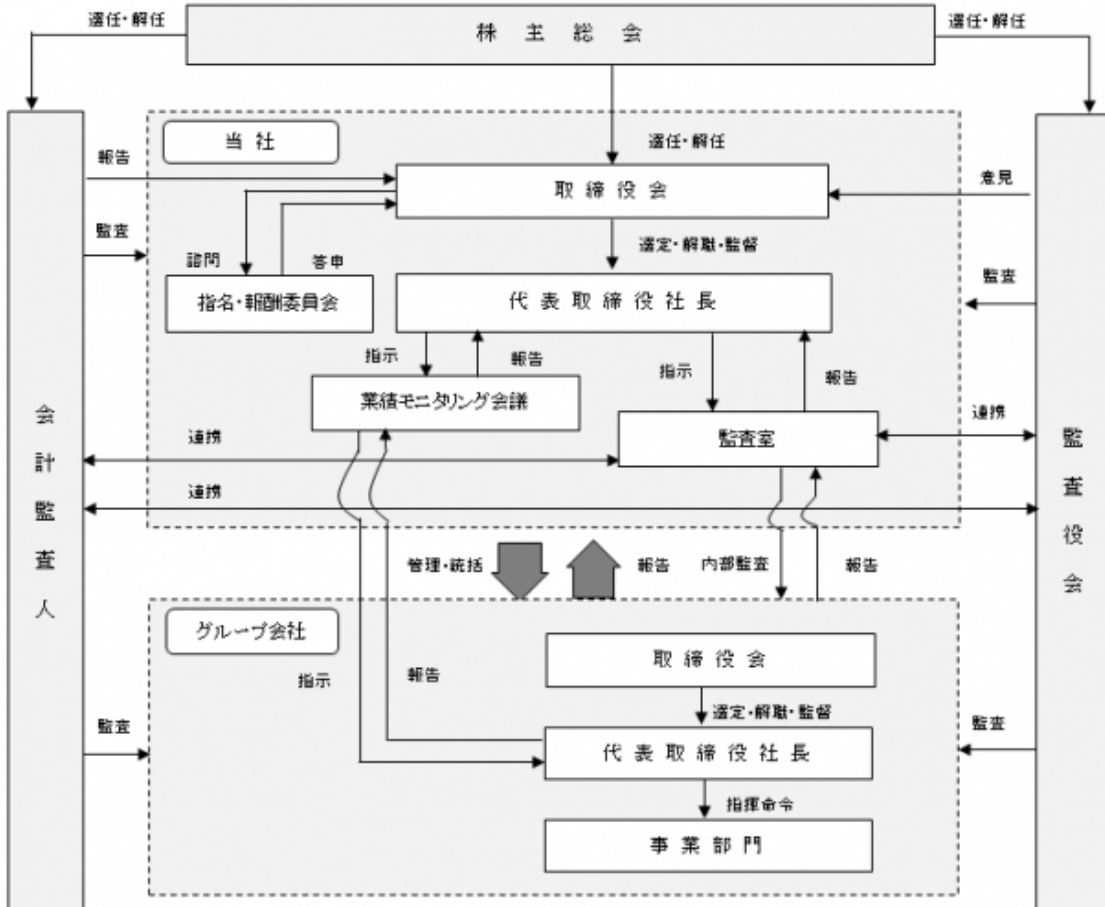 選任・解任
株主総会
選任・解任
当社
選任・解任
報告
取締役会
意見
監査
選定・解職・監督
諮問
答申
監査
指名・報酬委員会
代表取締役社長
指示
報告
指示
報告
業績モニタリング会議
連携
監査室
連携
連携
会計監査人
監査役会
管理・統括
報告
内部監査
報告
グループ会社
取締役会
指示
報告
選定・解職・監督
監査
代表取締役社長
監査
指揮命令
事業部門